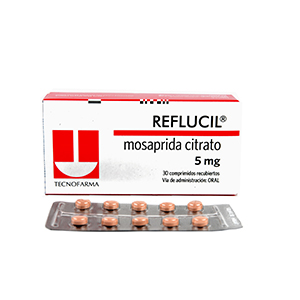 REFLUCIL®
mosaprida citrato
5 mg
30 comprimidos recubiertos
Vía de administración: ORAL
TECNOFARMA